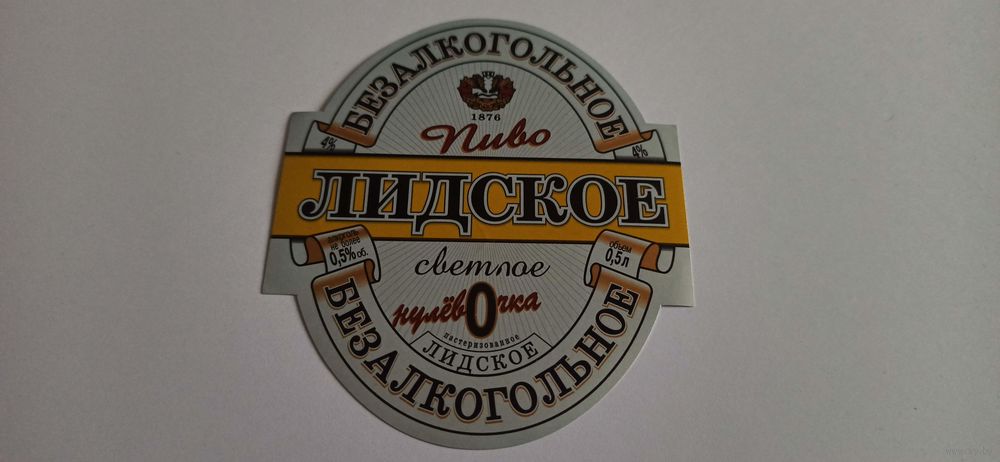 БЕЗАЛКОГОЛЬНОЕ
1876
Пиво
4%
4%
ЛИДСКОЕ
алкоголь
не более
0,5% об.
объем
0,5 л
светлое
нулёвОчка
пастеризованное
ЛИДСКОЕ
БЕЗАЛКОГОЛЬНОЕ